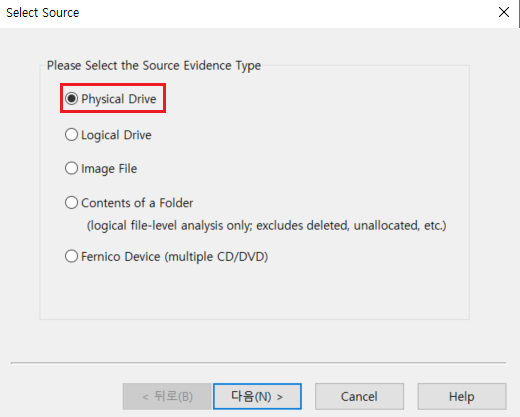 Select Source
Please Select the Source Evidence Type
Physical Drive
Logical Drive
Image File
Contents of a Folder
(logical file-level analysis only; excludes deleted, unallocated, etc.)
Fernico Device (multiple CD/DVD)
< 뒤로(B) 다음(N) > Cancel Help